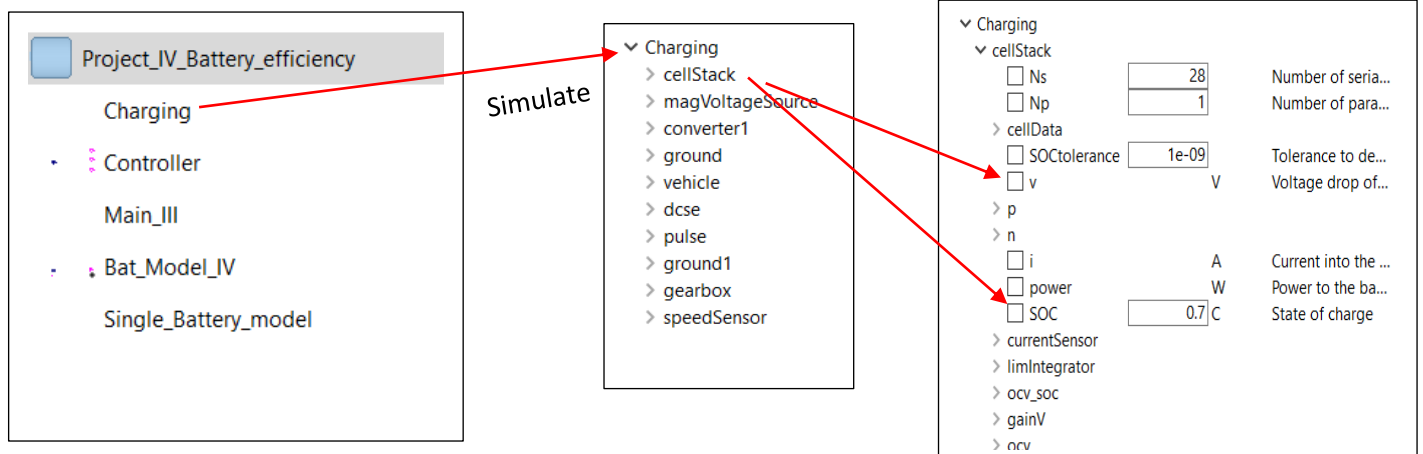 Project_IV_Battery_efficiency
Charging
Controller
Main_III
Bat_Model_IV
Single_Battery_model
Simulate
Charging
cellStack
magVoltageSource
converter1
ground
vehicle
dcse
pulse
ground1
gearbox
speedSensor
Charging
cellStack
Ns 28 Number of seria...
Np 1 Number of para...
cellData
SOCtolerance 1e-09 Tolerance to de...
v V Voltage drop of...
p
n
i A Current into the ...
power W Power to the ba...
SOC 0.7 C State of charge
currentSensor
limIntegrator
ocv_soc
gainV
ocv